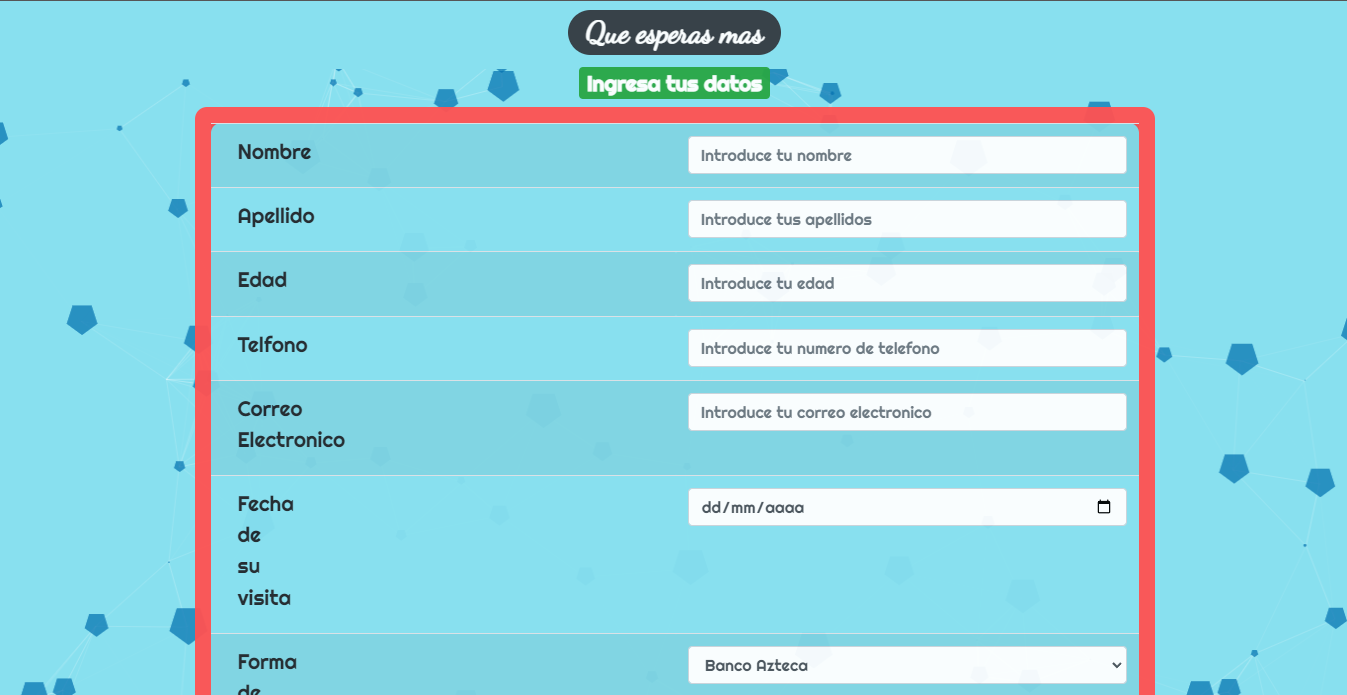 Que esperas mas
Ingresa tus datos
Nombre
Introduce tu nombre
Apellido
Introduce tus apellidos
Edad
Introduce tu edad
Telfono
Introduce tu numero de telefono
Correo
Electronico
Introduce tu correo electronico
Fecha
de
su
visita
dd/mm/aaaa
Forma
de
Banco Azteca